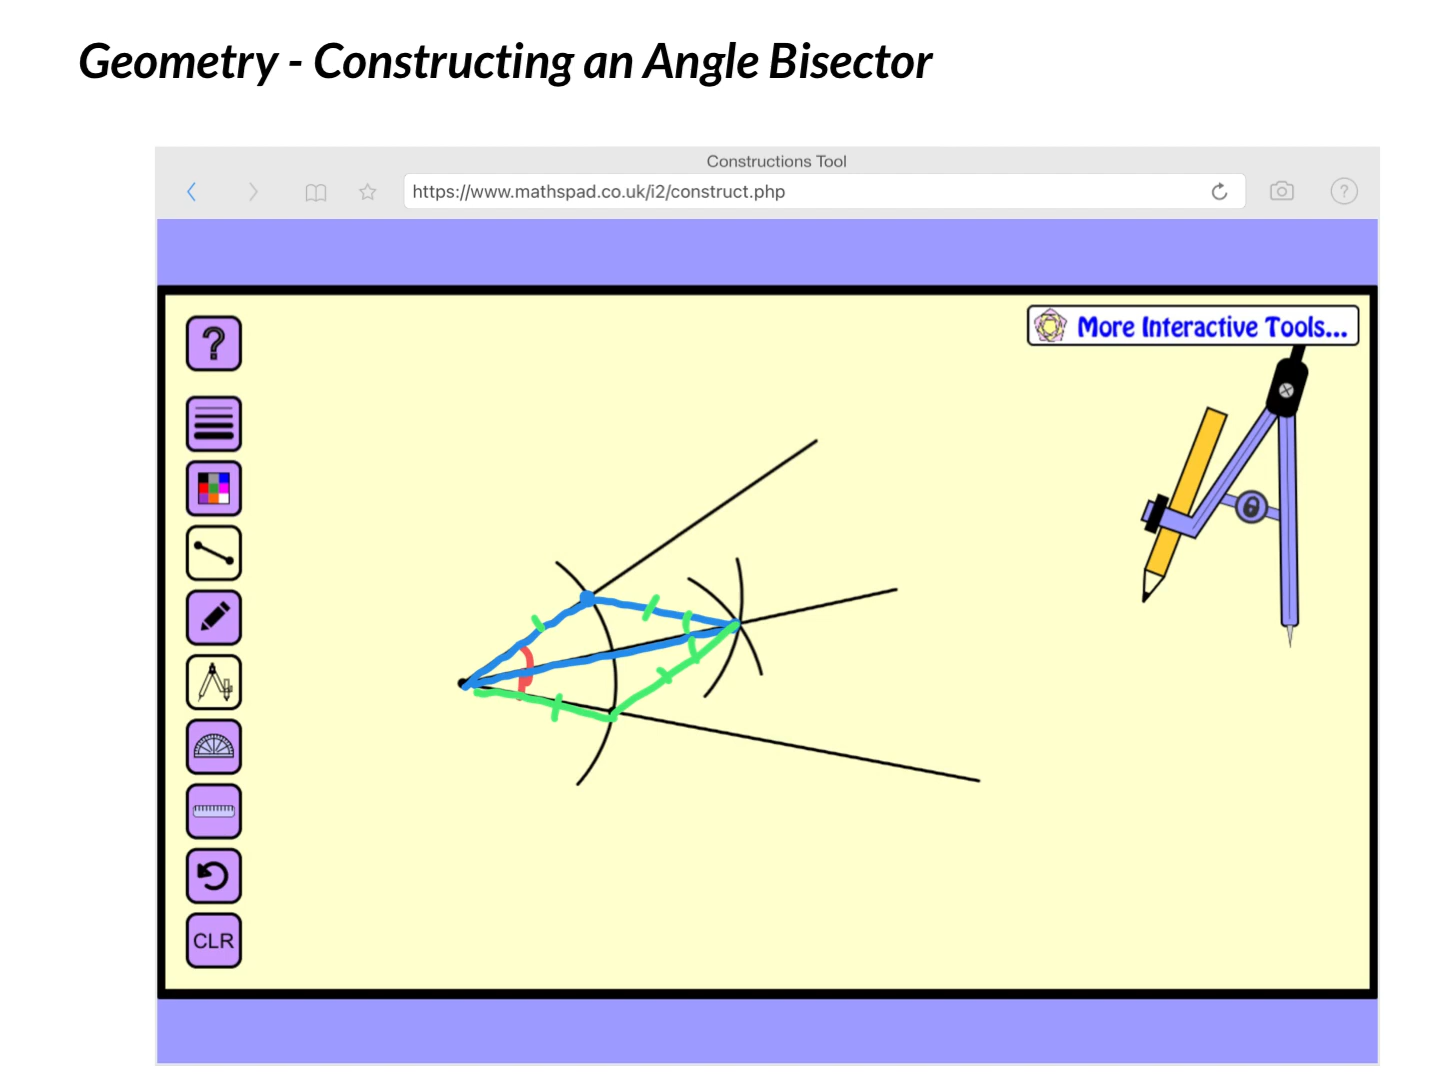 Geometry - Constructing an Angle Bisector
Constructions Tool
https://www.mathspad.co.uk/i2/construct.php
?
?
More Interactive Tools...
CLR